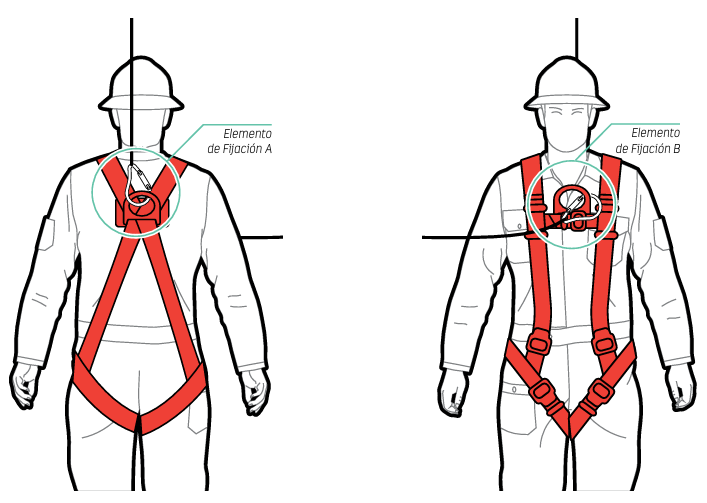 Elemento
de Fijación A
Elemento
de Fijación B